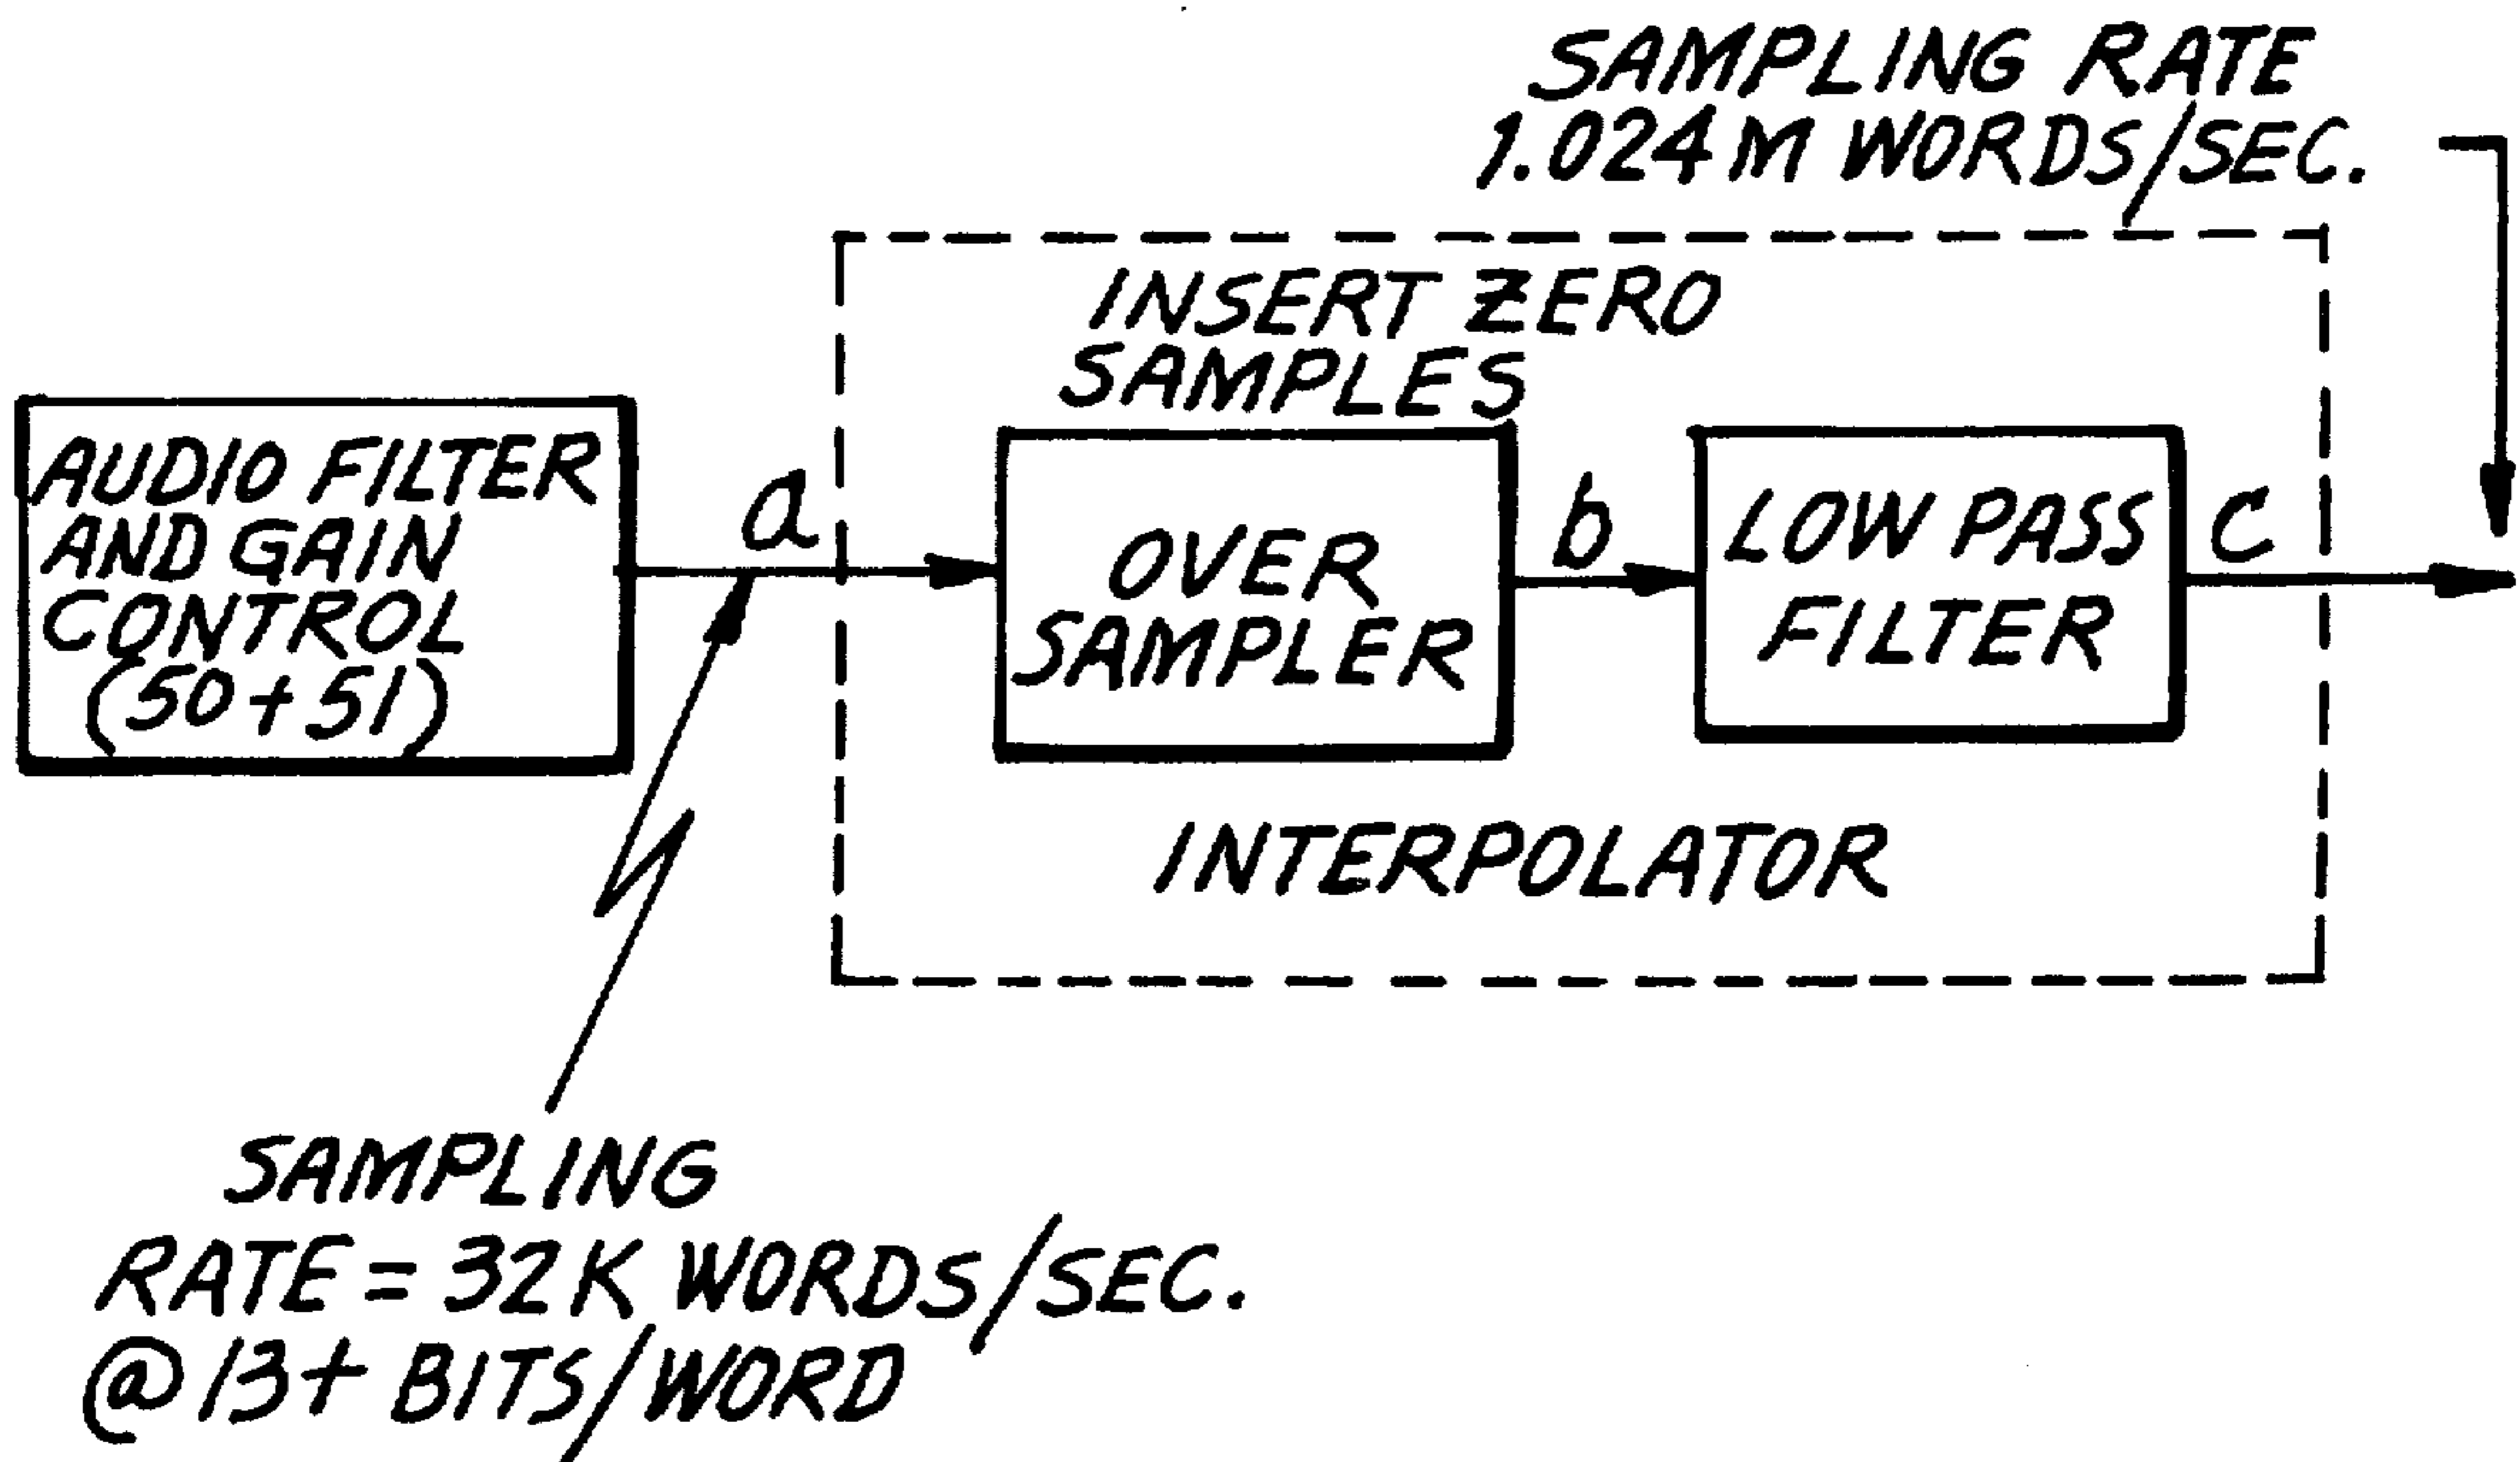 SAMPLING RATE
1.024 M WORDS/SEC.
INSERT ZERO
SAMPLES
AUDIO FILTER
AND GAIN
CONTROL
(50+51)
a
OVER
SAMPLER
b
LOW PASS
FILTER
c
INTERPOLATOR
SAMPLING
RATE = 32K WORDS/SEC.
@ 13+ BITS/WORD